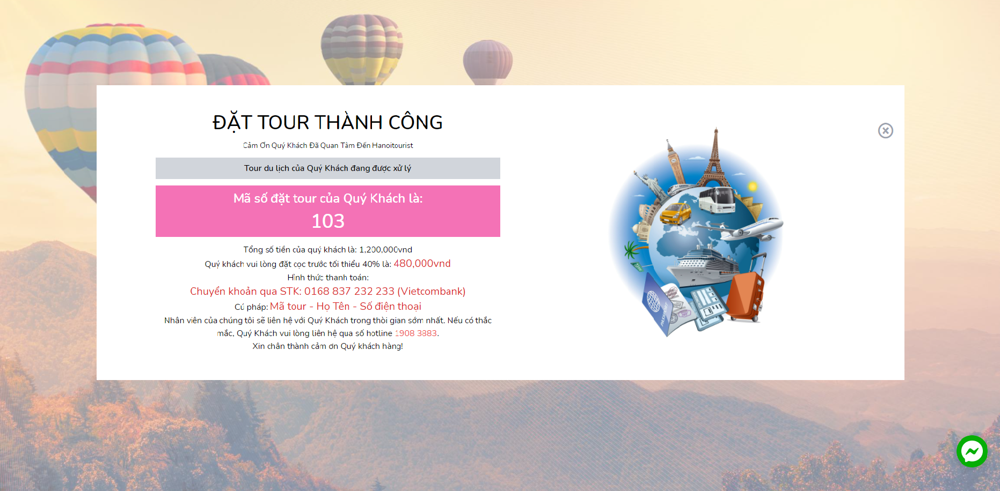 ĐẶT TOUR THÀNH CÔNG
Cảm Ơn Quý Khách Đã Quan Tâm Đến Hanoitourist
Tour du lịch của Quý Khách đang được xử lý
Mã số đặt tour của Quý Khách là:
103
Tổng số tiền của quý khách là: 1,200,000vnd
Quý khách vui lòng đặt cọc trước tối thiểu 40% là: 480,000vnd
Hình thức thanh toán:
Chuyển khoản qua STK: 0168 837 232 233 (Vietcombank)
Cú pháp: Mã tour - Họ Tên - Số điện thoại
Nhân viên của chúng tôi sẽ liên hệ với Quý Khách trong thời gian sớm nhất. Nếu có thắc
mắc, Quý Khách vui lòng liên hệ qua số hotline 1908 3883.
Xin chân thành cảm ơn Quý khách hàng!
PASSPORT